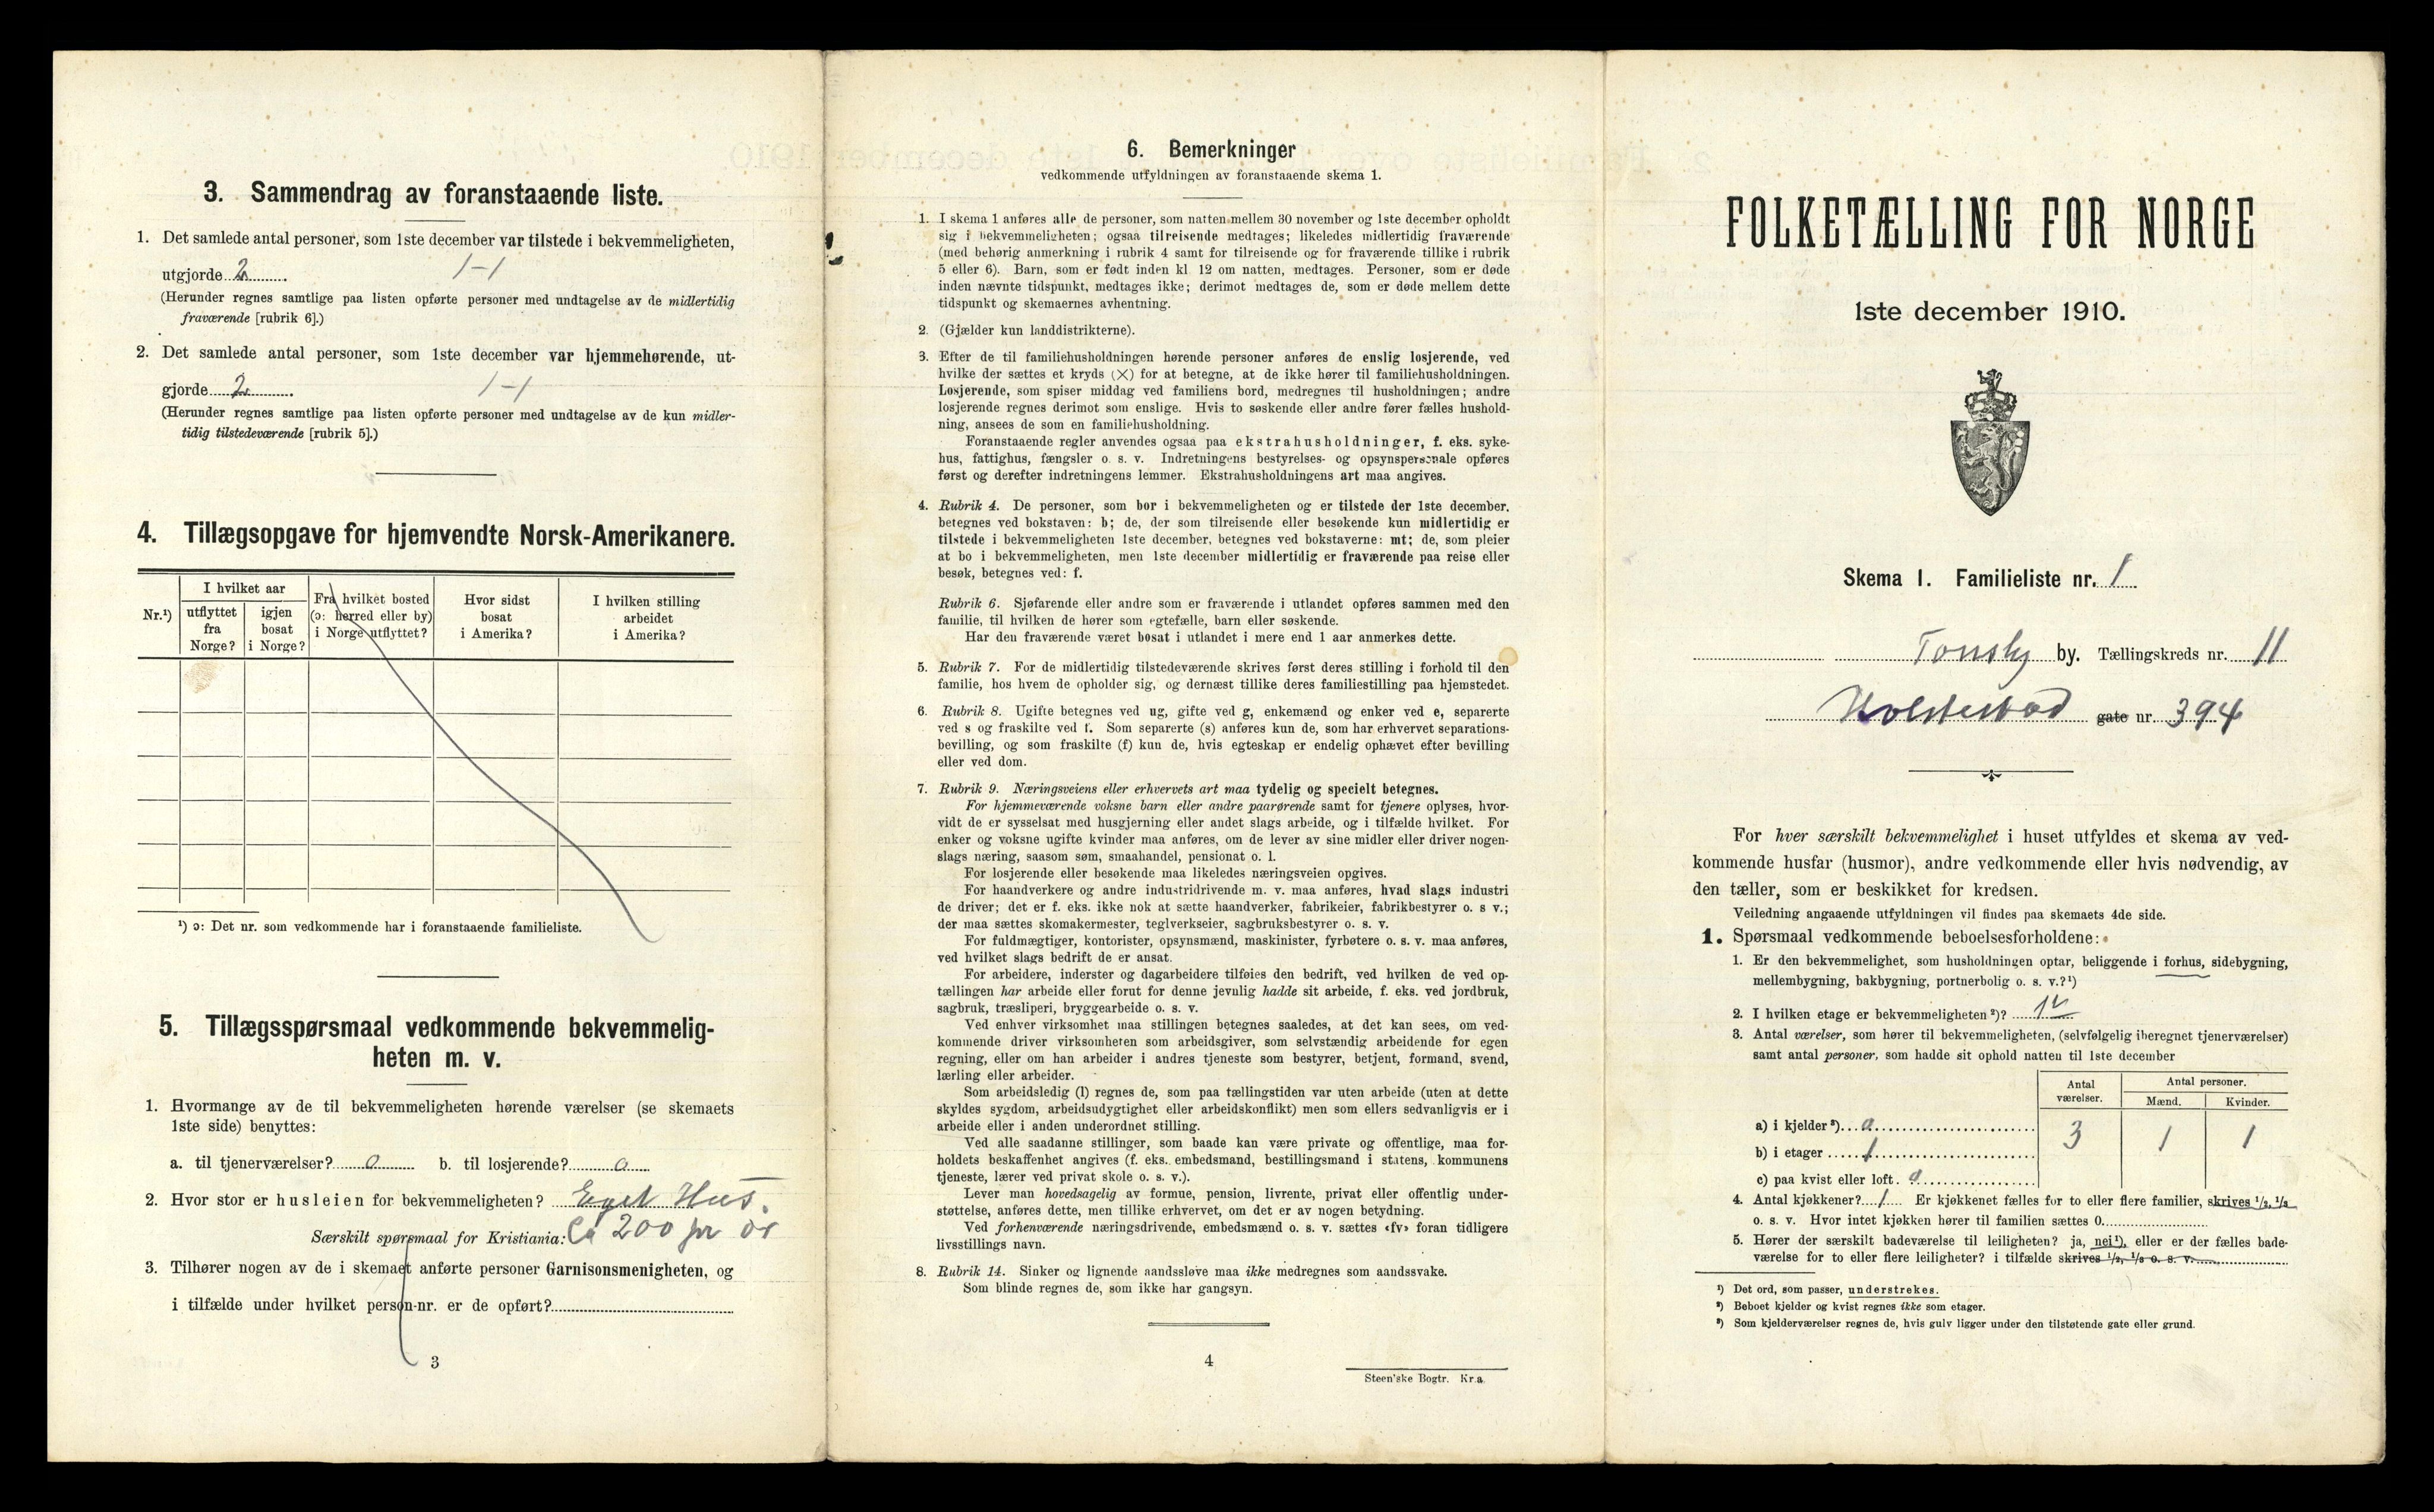 3. Sammendrag av foranstaaende liste.
1. Det samlede antal personer, som 1ste december var tilstede i bekvemmeligheten,
utgjorde 2 1-1
(Herunder regnes samtlige paa listen opførte personer med undtagelse av de midlertidig
fraværende [rubrik 6].)
2. Det samlede antal personer, som 1ste december var hjemmehørende, ut-
gjorde 2 1-1
(Herunder regnes samtlige paa listen opførte personer med undtagelse av de kun midler-
tidig tilstedeværende [rubrik 5].)
4. Tillægsopgave for hjemvendte Norsk-Amerikanere.
Nr.¹)
I hvilket aar
utflyttet fra Norge?
igjen bosat i Norge?
Fra hvilket bosted (ɔ: herred eller by) i Norge utflyttet?
Hvor sidst bosat i Amerika?
I hvilken stilling arbeidet i Amerika?
¹) ɔ: Det nr. som vedkommende har i foranstaaende familieliste.
5. Tillægsspørsmaal vedkommende bekvemmelig-
heten m. v.
1. Hvormange av de til bekvemmeligheten hørende værelser (se skemaets
1ste side) benyttes:
a. til tjenerværelser? 0 b. til losjerende? 0
2. Hvor stor er husleien for bekvemmeligheten? Eget Hus.
Særskilt spørsmaal for Kristiania: Ca 200 pr år
3. Tilhører nogen av de i skemaet anførte personer Garnisonsmenigheten, og
i tilfælde under hvilket person-nr. er de opført?
3
6. Bemerkninger
vedkommende utfyldningen av foranstaaende skema 1.
1. I skema 1 anføres alle de personer, som natten mellem 30 november og 1ste december opholdt
sig i bekvemmeligheten; ogsaa tilreisende medtages; likeledes midlertidig fraværende
(med behørig anmerkning i rubrik 4 samt for tilreisende og for fraværende tillike i rubrik
5 eller 6). Barn, som er født inden kl. 12 om natten, medtages. Personer, som er døde
inden nævnte tidspunkt, medtages ikke; derimot medtages de, som er døde mellem dette
tidspunkt og skemaernes avhentning.
2. (Gjælder kun landdistrikterne).
3. Efter de til familiehusholdningen hørende personer anføres de enslig losjerende, ved
hvilke der sættes et kryds (×) for at betegne, at de ikke hører til familiehusholdningen.
Losjerende, som spiser middag ved familiens bord, medregnes til husholdningen; andre
losjerende regnes derimot som enslige. Hvis to søskende eller andre fører fælles hushold-
ning, ansees de som en familiehusholdning.
Foranstaaende regler anvendes ogsaa paa ekstrahusholdninger, f. eks. syke-
hus, fattighus, fængsler o. s. v. Indretningens bestyrelses- og opsynspersonale opføres
først og derefter indretningens lemmer. Ekstrahusholdningens art maa angives.
4. Rubrik 4. De personer, som bor i bekvemmeligheten og er tilstede der 1ste december,
betegnes ved bokstaven: b; de, der som tilreisende eller besøkende kun midlertidig er
tilstede i bekvemmeligheten 1ste december, betegnes ved bokstaverne: mt; de, som pleier
at bo i bekvemmeligheten, men 1ste december midlertidig er fraværende paa reise eller
besøk, betegnes ved: f.
Rubrik 6. Sjøfarende eller andre som er fraværende i utlandet opføres sammen med den
familie, til hvilken de hører som egtefælle, barn eller søskende.
Har den fraværende været bosat i utlandet i mere end 1 aar anmerkes dette.
5. Rubrik 7. For de midlertidig tilstedeværende skrives først deres stilling i forhold til den
familie, hos hvem de opholder sig, og dernæst tillike deres familiestilling paa hjemstedet.
6. Rubrik 8. Ugifte betegnes ved ug, gifte ved g, enkemænd og enker ved e, separerte
ved s og fraskilte ved f. Som separerte (s) anføres kun de, som har erhvervet separations-
bevilling, og som fraskilte (f) kun de, hvis egteskap er endelig ophævet efter bevilling
eller ved dom.
7. Rubrik 9. Næringsveiens eller erhvervets art maa tydelig og specielt betegnes.
For hjemmeværende voksne barn eller andre paarørende samt for tjenere oplyses, hvor-
vidt de er sysselsat med husgjerning eller andet slags arbeide, og i tilfælde hvilket. For
enker og voksne ugifte kvinder maa anføres, om de lever av sine midler eller driver nogen-
slags næring, saasom søm, smaahandel, pensionat o. l.
For losjerende eller besøkende maa likeledes næringsveien opgives.
For haandverkere og andre industridrivende m. v. maa anføres, hvad slags industri
de driver; det er f. eks. ikke nok at sætte haandverker, fabrikeier, fabrikbestyrer o. s v.;
der maa sættes skomakermester, teglverkseier, sagbruksbestyrer o. s. v.
For fuldmægtiger, kontorister, opsynsmænd, maskinister, fyrbøtere o. s. v. maa anføres,
ved hvilket slags bedrift de er ansat.
For arbeidere, inderster og dagarbeidere tilføies den bedrift, ved hvilken de ved op-
tællingen har arbeide eller forut for denne jevnlig hadde sit arbeide, f. eks. ved jordbruk,
sagbruk, træsliperi, bryggearbeide o. s. v.
Ved enhver virksomhet maa stillingen betegnes saaledes, at det kan sees, om ved-
kommende driver virksomheten som arbeidsgiver, som selvstændig arbeidende for egen
regning, eller om han arbeider i andres tjeneste som bestyrer, betjent, formand, svend,
lærling eller arbeider.
Som arbeidsledig (l) regnes de, som paa tællingstiden var uten arbeide (uten at dette
skyldes sygdom, arbeidsudygtighet eller arbeidskonflikt) men som ellers sedvanligvis er i
arbeide eller i anden underordnet stilling.
Ved alle saadanne stillinger, som baade kan være private og offentlige, maa for-
holdets beskaffenhet angives (f. eks. embedsmand, bestillingsmand i statens, kommunens
tjeneste, lærer ved privat skole o. s. v.).
Lever man hovedsagelig av formue, pension, livrente, privat eller offentlig under-
støttelse, anføres dette, men tillike erhvervet, om det er av nogen betydning.
Ved forhenværende næringsdrivende, embedsmænd o. s. v. sættes «fv» foran tidligere
livsstillings navn.
8. Rubrik 14. Sinker og lignende aandssløve maa ikke medregnes som aandssvake.
Som blinde regnes de, som ikke har gangsyn.
4
Steen'ske Bogtr. Kr.a.
FOLKETÆLLING FOR NORGE
1ste december 1910.
Skema 1. Familieliste nr. 1
Tønsbg by. Tællingskreds nr. 11
gate nr. 394
For hver særskilt bekvemmelighet i huset utfyldes et skema av ved-
kommende husfar (husmor), andre vedkommende eller hvis nødvendig, av
den tæller, som er beskikket for kredsen.
Veiledning angaaende utfyldningen vil findes paa skemaets 4de side.
1. Spørsmaal vedkommende beboelsesforholdene:
1. Er den bekvemmelighet, som husholdningen optar, beliggende i forhus, sidebygning,
mellembygning, bakbygning, portnerbolig o. s. v.?¹)
2. I hvilken etage er bekvemmeligheten²)?
3. Antal værelser, som hører til bekvemmeligheten, (selvfølgelig iberegnet tjenerværelser)
samt antal personer, som hadde sit ophold natten til 1ste december
Antal værelser. Antal personer.
Mænd. Kvinder.
a) i kjelder³) 0
b) i etager 1 3 1 1
c) paa kvist eller loft. 0
4. Antal kjøkkener? 1 Er kjøkkenet fælles for to eller flere familier, skrives ½, ⅓
o. s. v. Hvor intet kjøkken hører til familien sættes 0.
5. Hører der særskilt badeværelse til leiligheten? ja, nei¹), eller er der fælles bade-
værelse for to eller flere leiligheter? i tilfælde skrives ½, ⅓ o. s. v.
¹) Det ord, som passer, understrekes.
²) Beboet kjelder og kvist regnes ikke som etager.
³) Som kjelderværelser regnes de, hvis gulv ligger under den tilstøtende gate eller grund.